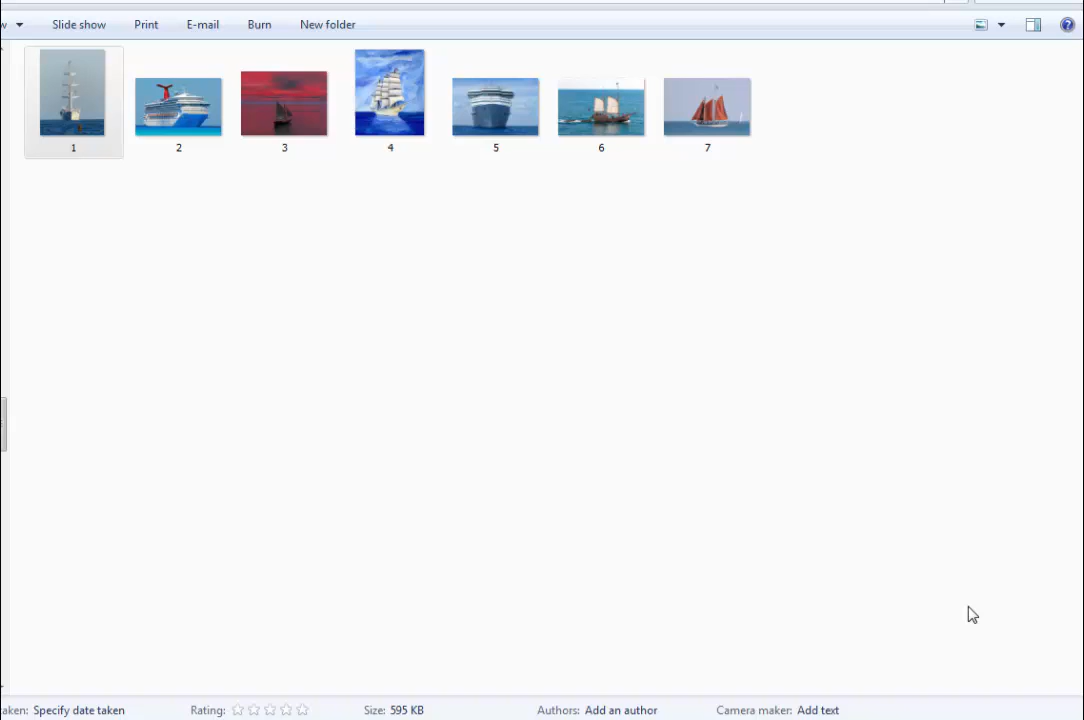 Slide show Print E-mail Burn New folder
1 2 3 4 5 6 7
taken: Specify date taken Rating: Size: 595 KB Authors: Add an author Camera maker: Add text